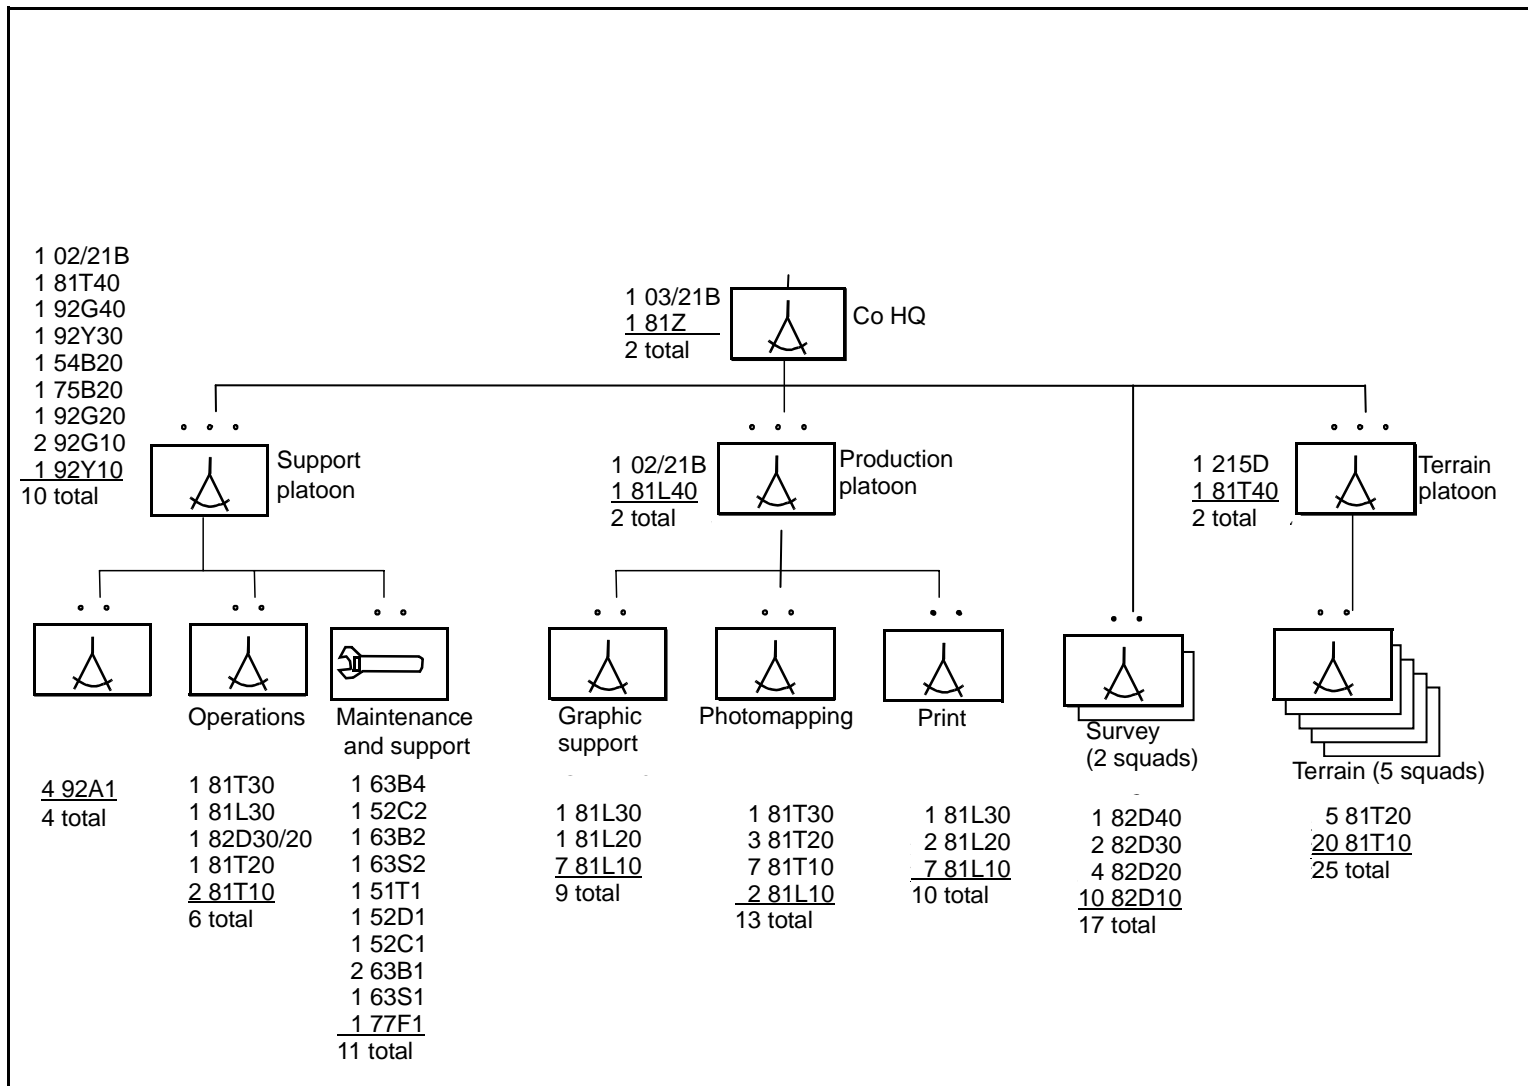 1 02/21B
1 81T40
1 92G40
1 92Y30
1 54B20
1 75B20
1 92G20
2 92G10
1 92Y10
10 total
Support
platoon
1 03/21B
1 81Z
2 total
Co HQ
1 02/21B
1 81L40
2 total
Production
platoon
1 215D
1 81T40
2 total
Terrain
platoon
4 92A1
4 total
Operations
1 81T30
1 81L30
1 82D30/20
1 81T20
2 81T10
6 total
Maintenance
and support
1 63B4
1 52C2
1 63B2
1 63S2
1 51T1
1 52D1
1 52C1
2 63B1
1 63S1
1 77F1
11 total
Graphic
support
1 81L30
1 81L20
7 81L10
9 total
Photomapping
1 81T30
3 81T20
7 81T10
2 81L10
13 total
Print
1 81L30
2 81L20
7 81L10
10 total
Survey
(2 squads)
1 82D40
2 82D30
4 82D20
10 82D10
17 total
Terrain (5 squads)
5 81T20
20 81T10
25 total